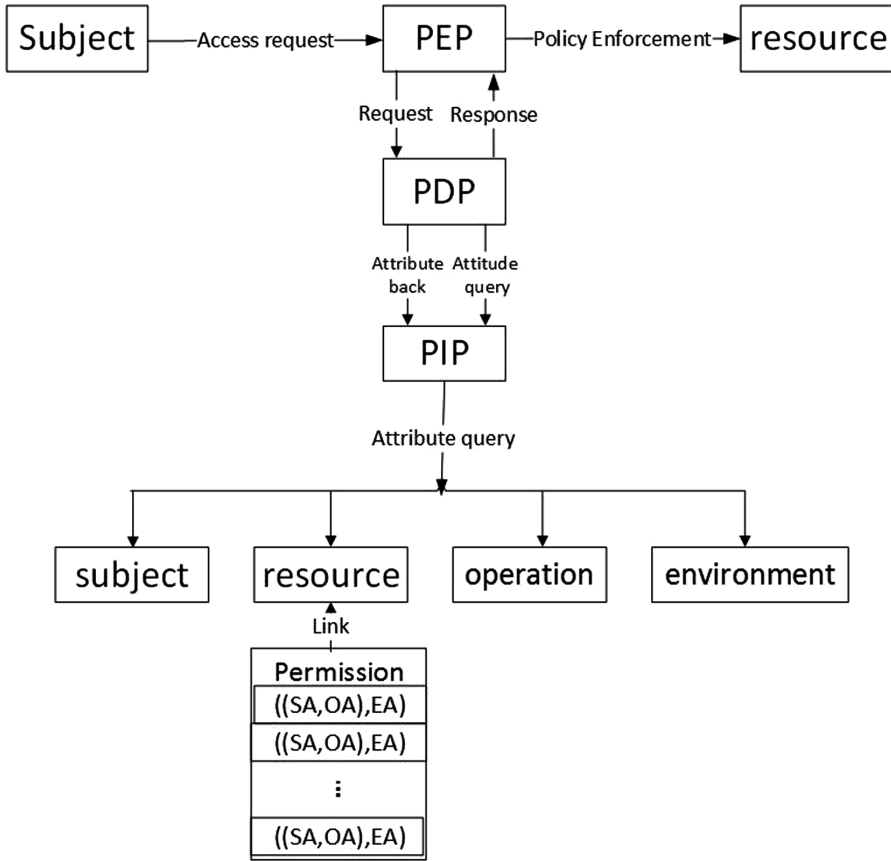 Subject
Access request
PEP
Policy Enforcement
resource
Request
Response
PDP
Attribute
back
Attitude
query
PIP
Attribute query
subject
resource
operation
environment
Link
Permission
((SA,OA),EA)
((SA,OA),EA)
⋮
((SA,OA),EA)